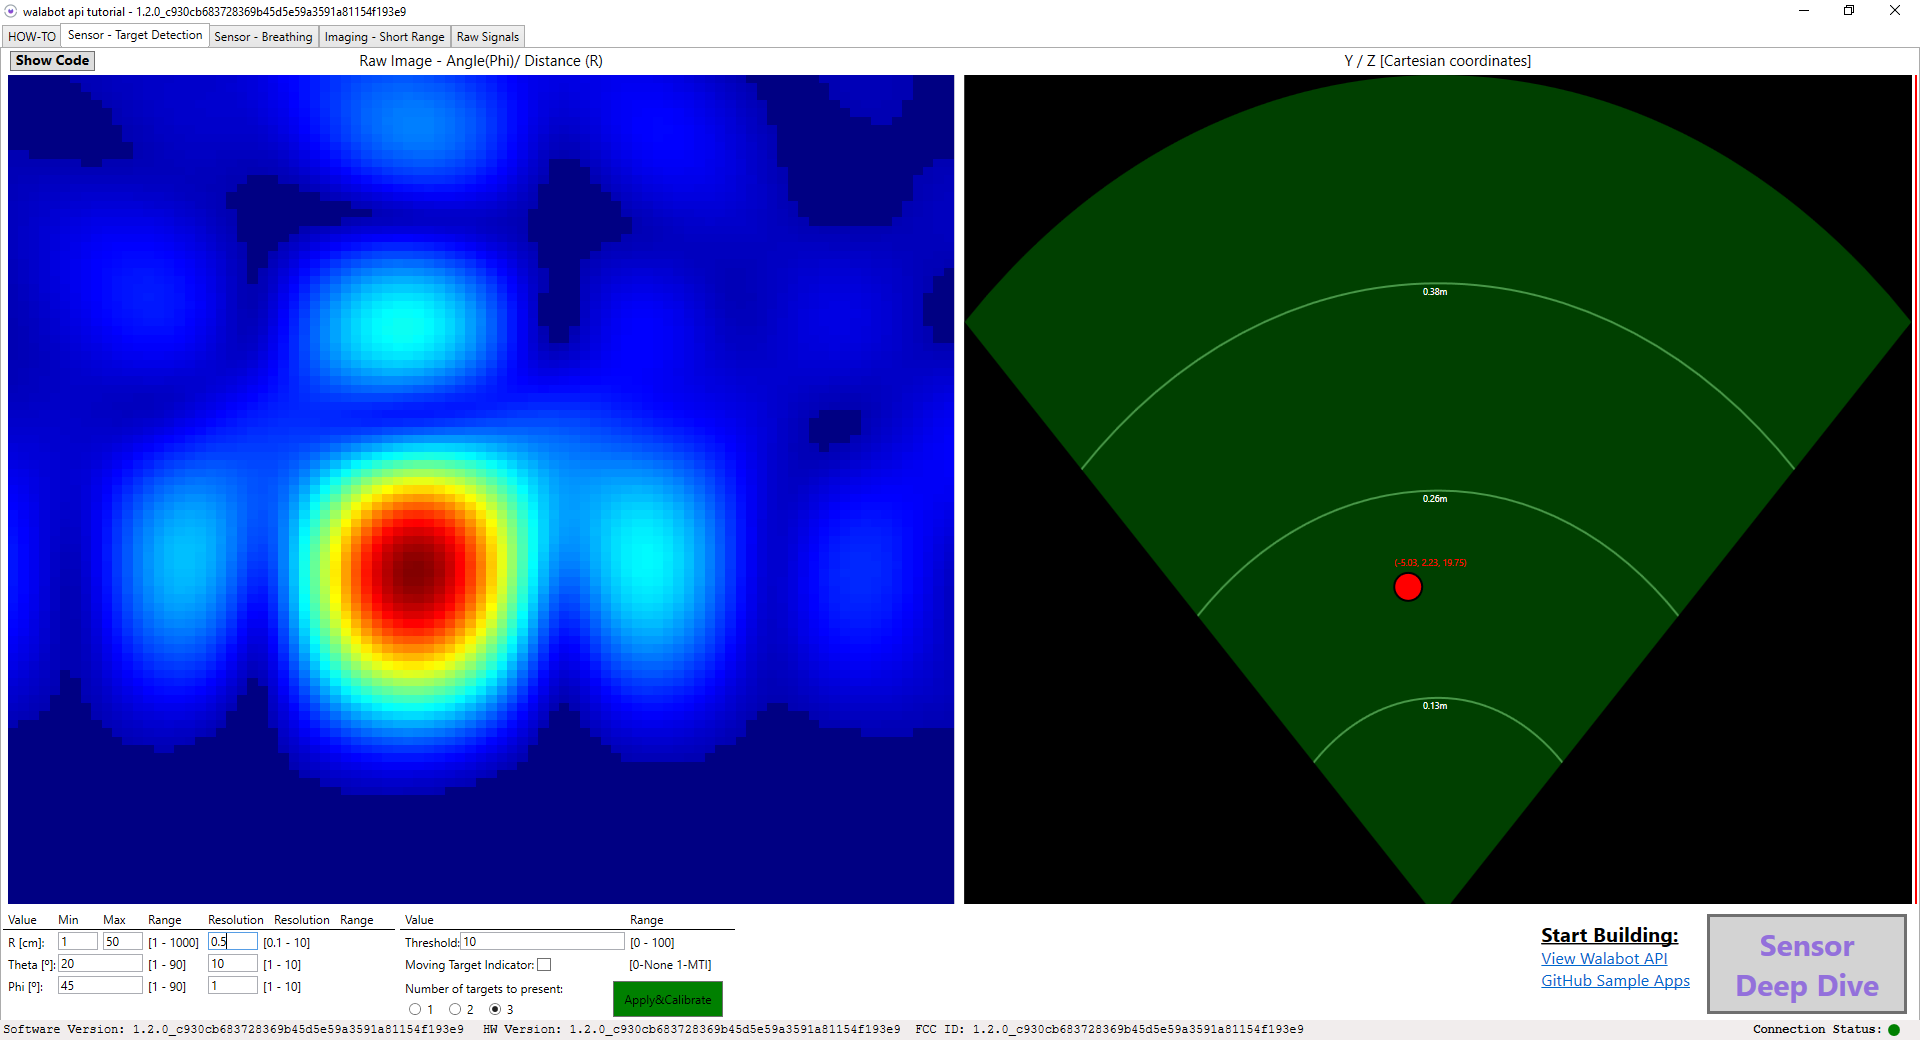 walabot api tutorial - 1.2.0_c930cb683728369b45d5e59a3591a81154f193e9
HOW-TO Sensor - Target Detection Sensor - Breathing Imaging - Short Range Raw Signals
Show Code Raw Image - Angle(Phi)/ Distance (R) Y / Z [Cartesian coordinates]
0.38m
0.26m
(-5.03, 2.23, 19.75)
0.13m
Value Min Max Range Resolution Resolution Range Value Range
R [cm]: 1 50 [1 - 1000] 0.5 [0.1 - 10] Threshold: 10 [0 - 100]
Theta [º]: 20 [1 - 90] 10 [1 - 10] Moving Target Indicator: [0-None 1-MTI]
Phi [º]: 45 [1 - 90] 1 [1 - 10] Number of targets to present:
1 2 3 Apply&Calibrate
Start Building:
View Walabot API
GitHub Sample Apps
Sensor
Deep Dive
Software Version: 1.2.0_c930cb683728369b45d5e59a3591a81154f193e9 HW Version: 1.2.0_c930cb683728369b45d5e59a3591a81154f193e9 FCC ID: 1.2.0_c930cb683728369b45d5e59a3591a81154f193e9 Connection Status: